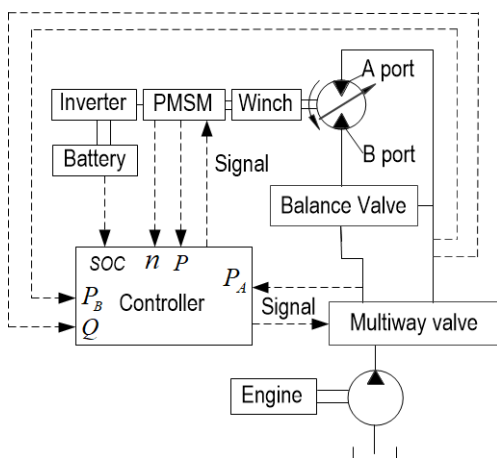 A port
Inverter
PMSM
Winch
B port
Battery
Signal
Balance Valve
SOC
n
P
P_A
P_B
Controller
Signal
Q
Multiway valve
Engine